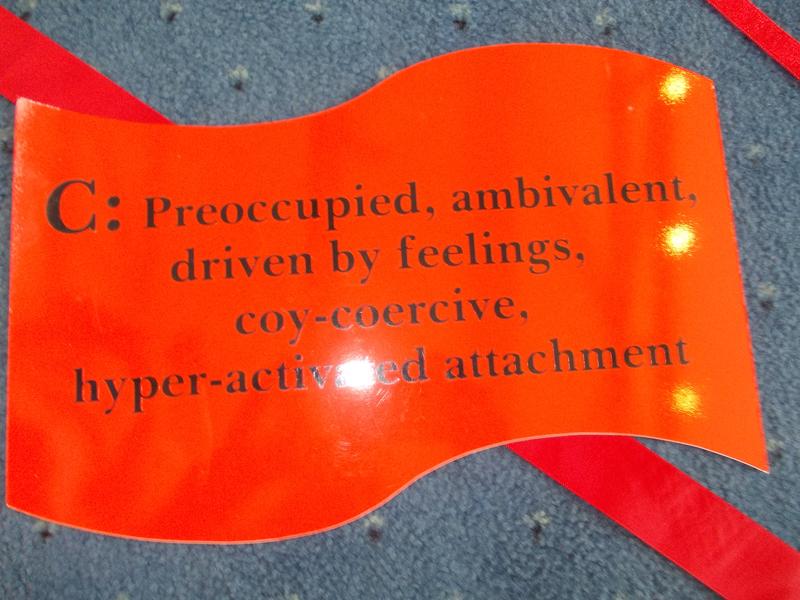 C: Preoccupied, ambivalent,
driven by feelings,
coy-coercive,
hyper-activated attachment